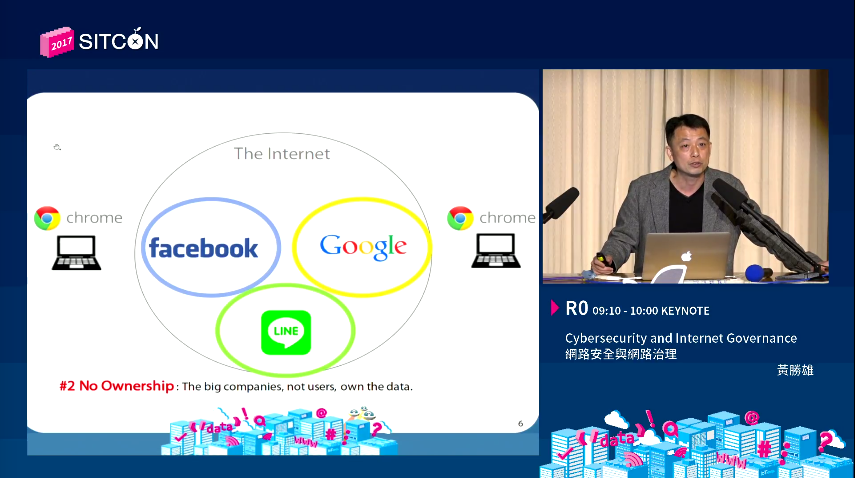 2017 SITCON
The Internet
chrome
chrome
facebook
Google
LINE
#2 No Ownership : The big companies, not users, own the data.
6
R0 09:10 - 10:00 KEYNOTE
Cybersecurity and Internet Governance
網路安全與網路治理
黃勝雄
data
@
www
#
?
data
@
www
#
?